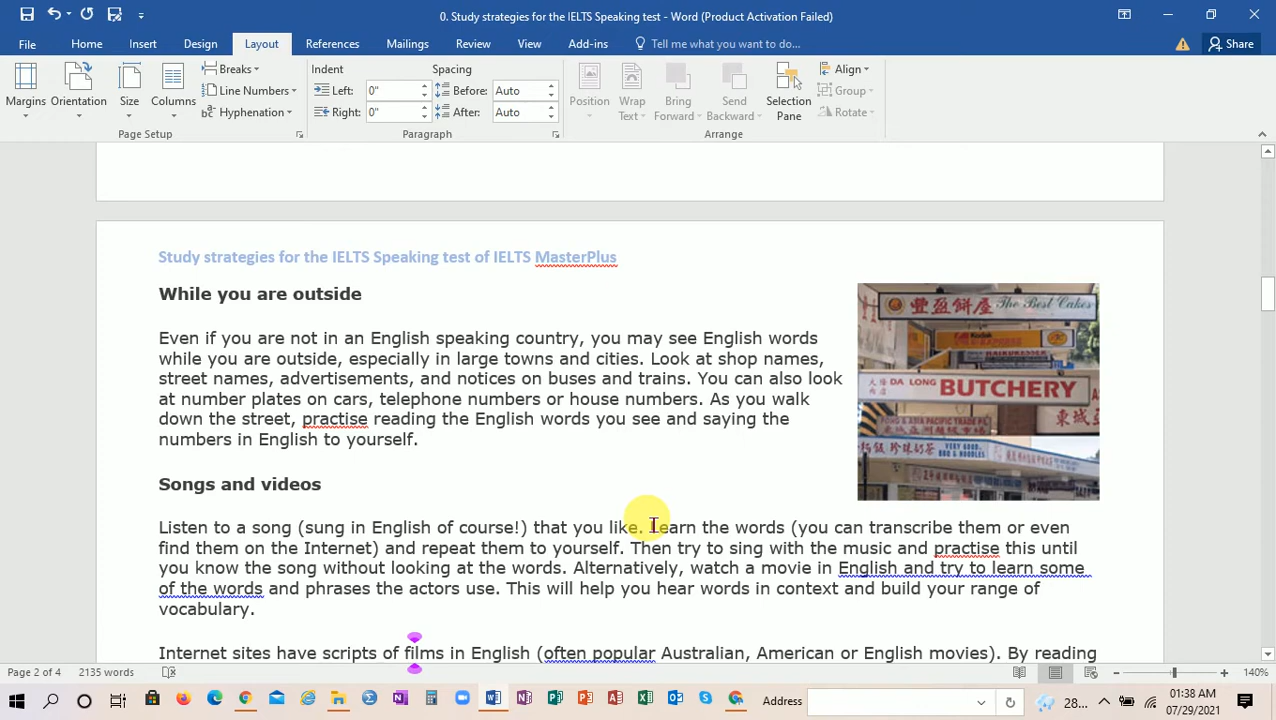 0. Study strategies for the IELTS Speaking test - Word (Product Activation Failed)
File Home Insert Design Layout References Mailings Review View Add-ins Tell me what you want to do... Share
Margins Orientation Size Columns Breaks Line Numbers Hyphenation
Indent Spacing
Left: 0" Before: Auto
Right: 0" After: Auto
Position Wrap Text Bring Forward Send Backward Selection Pane Align Group Rotate
Page Setup Paragraph Arrange
Study strategies for the IELTS Speaking test of IELTS MasterPlus
While you are outside
Even if you are not in an English speaking country, you may see English words
while you are outside, especially in large towns and cities. Look at shop names,
street names, advertisements, and notices on buses and trains. You can also look
at number plates on cars, telephone numbers or house numbers. As you walk
down the street, practise reading the English words you see and saying the
numbers in English to yourself.
豐盈餅屋 The Best Cakes
Kodak
HAIRDRESSER
DA LONG BUTCHERY
VERY GOOD
BBQ & NOODLES
Songs and videos
Listen to a song (sung in English of course!) that you like. Learn the words (you can transcribe them or even
find them on the Internet) and repeat them to yourself. Then try to sing with the music and practise this until
you know the song without looking at the words. Alternatively, watch a movie in English and try to learn some
of the words and phrases the actors use. This will help you hear words in context and build your range of
vocabulary.
Internet sites have scripts of films in English (often popular Australian, American or English movies). By reading
Page 2 of 4 2135 words 140%
Address 28... 01:38 AM
07/29/2021